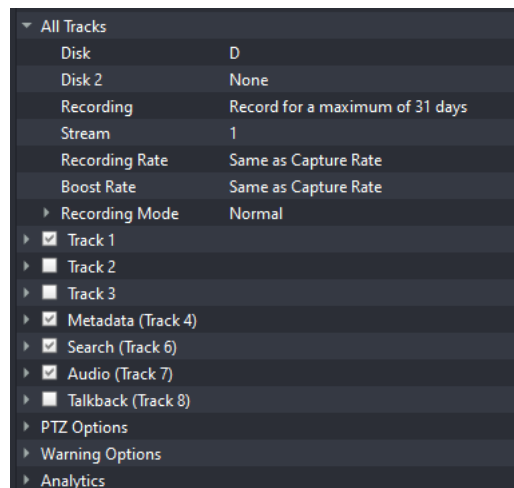 All Tracks
Disk D
Disk 2 None
Recording Record for a maximum of 31 days
Stream 1
Recording Rate Same as Capture Rate
Boost Rate Same as Capture Rate
Recording Mode Normal
Track 1
Track 2
Track 3
Metadata (Track 4)
Search (Track 6)
Audio (Track 7)
Talkback (Track 8)
PTZ Options
Warning Options
Analytics